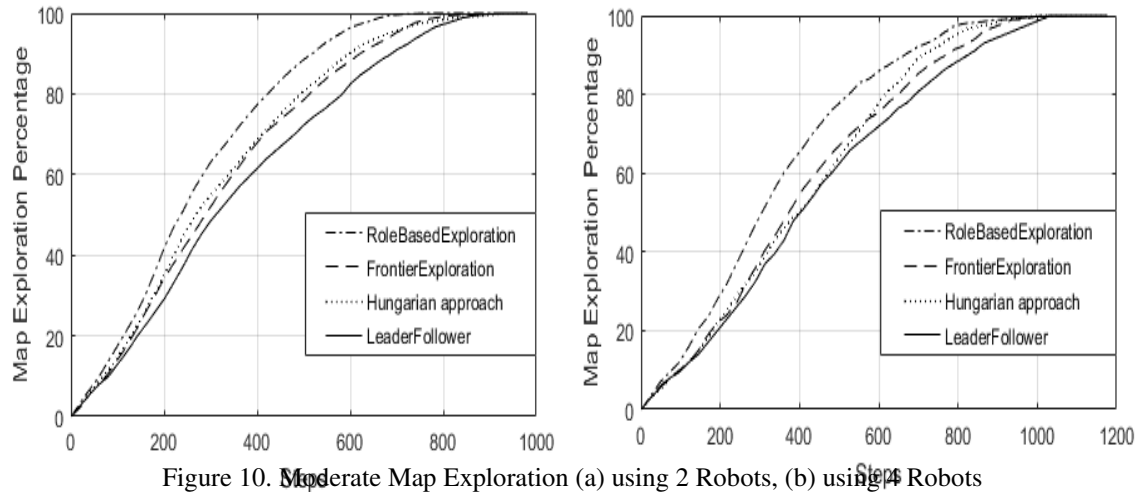 Map Exploration Percentage
100
80
60
40
20
0
RoleBasedExploration
FrontierExploration
Hungarian approach
LeaderFollower
0 200 400 600 800 1000
Steps
Map Exploration Percentage
100
80
60
40
20
0
RoleBasedExploration
FrontierExploration
Hungarian approach
LeaderFollower
0 200 400 600 800 1000 1200
Steps
Figure 10. Moderate Map Exploration (a) using 2 Robots, (b) using 4 Robots